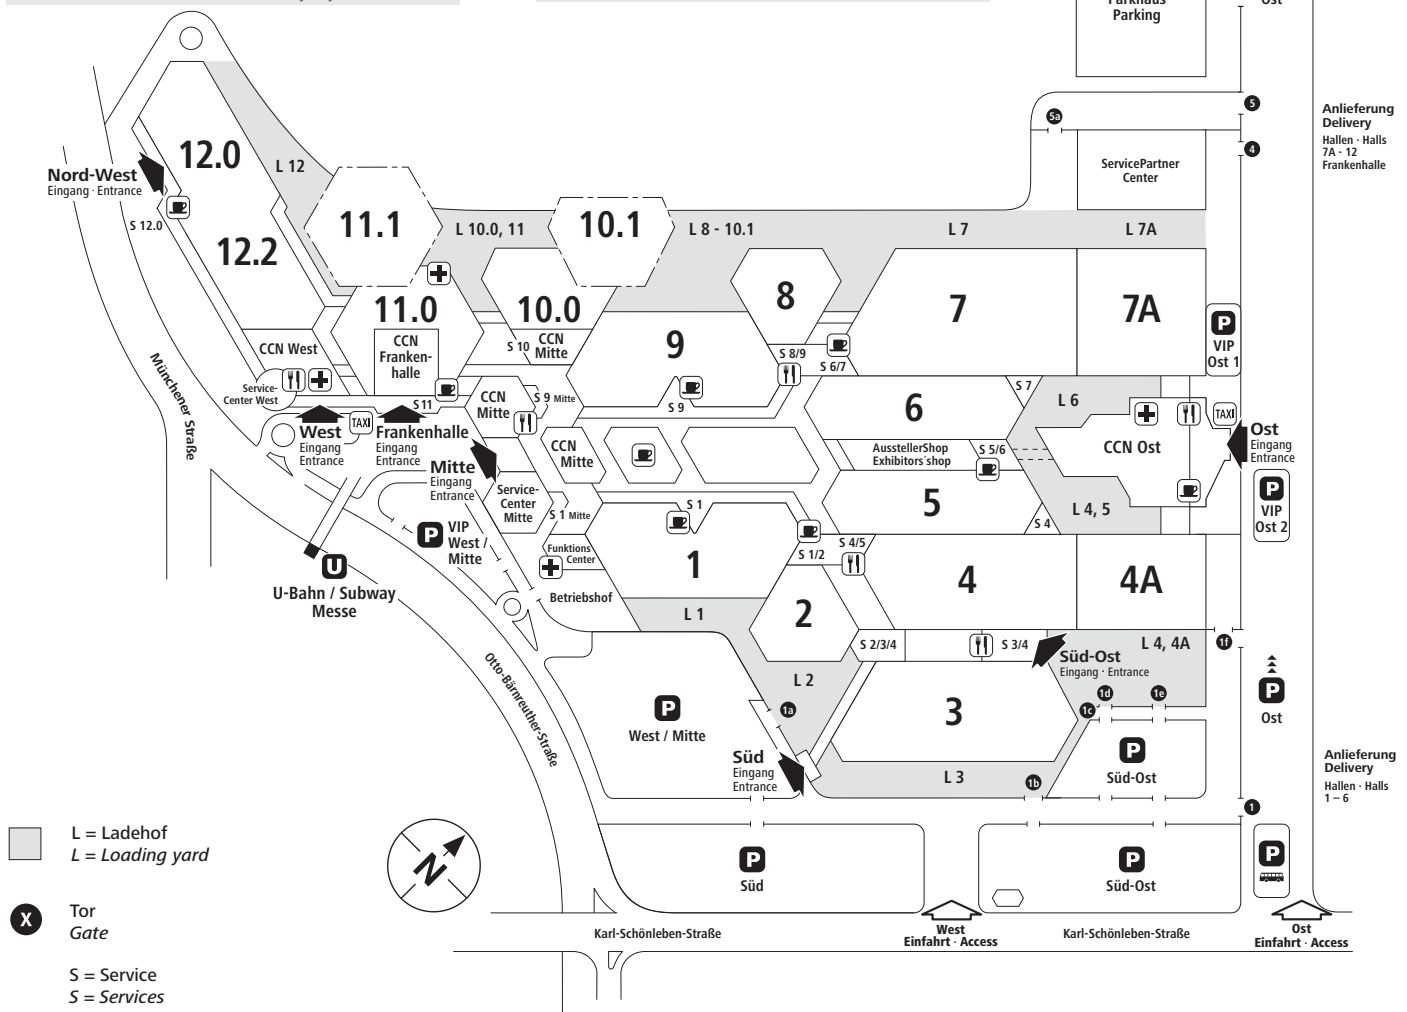 Parkhaus
Parking
Ost
5
5a
4
Anlieferung
Delivery
Hallen · Halls
7A - 12
Frankenhalle
ServicePartner
Center
12.0
L 12
Nord-West
Eingang · Entrance
S 12.0
12.2
11.1
L 10.0, 11
10.1
L 8 - 10.1
L 7
L 7A
11.0
10.0
8
7
7A
CCN West
CCN
Franken-
halle
S 10
CCN
Mitte
9
S 8/9
S 6/7
P
VIP
Ost 1
Service-
Center West
S11
CCN
Mitte
S 9 Mitte
S 9
6
S 7
L 6
TAXI
West
Eingang
Entrance
TAXI
Frankenhalle
Eingang
Entrance
Mitte
Eingang
Entrance
CCN
Mitte
AusstellerShop
Exhibitors´shop
S 5/6
CCN Ost
Ost
Eingang
Entrance
Münchener Straße
Service-
Center
Mitte
S 1 Mitte
S 1
5
S 4
L 4, 5
P
VIP
Ost 2
P
VIP
West /
Mitte
Funktions
Center
1
S 1/2
S 4/5
4
4A
U
U-Bahn / Subway
Messe
Betriebshof
L 1
2
S 2/3/4
S 3/4
Süd-Ost
Eingang · Entrance
L 4, 4A
1f
Otto-Bärnreuther-Straße
P
West / Mitte
L 2
1a
3
1c
1d
1e
P
Ost
Süd
Eingang
Entrance
L 3
1b
P
Süd-Ost
Anlieferung
Delivery
Hallen · Halls
1 – 6
1
L = Ladehof
L = Loading yard
N
P
Süd
P
Süd-Ost
P
X
Tor
Gate
Karl-Schönleben-Straße
West
Einfahrt · Access
Karl-Schönleben-Straße
Ost
Einfahrt · Access
S = Service
S = Services